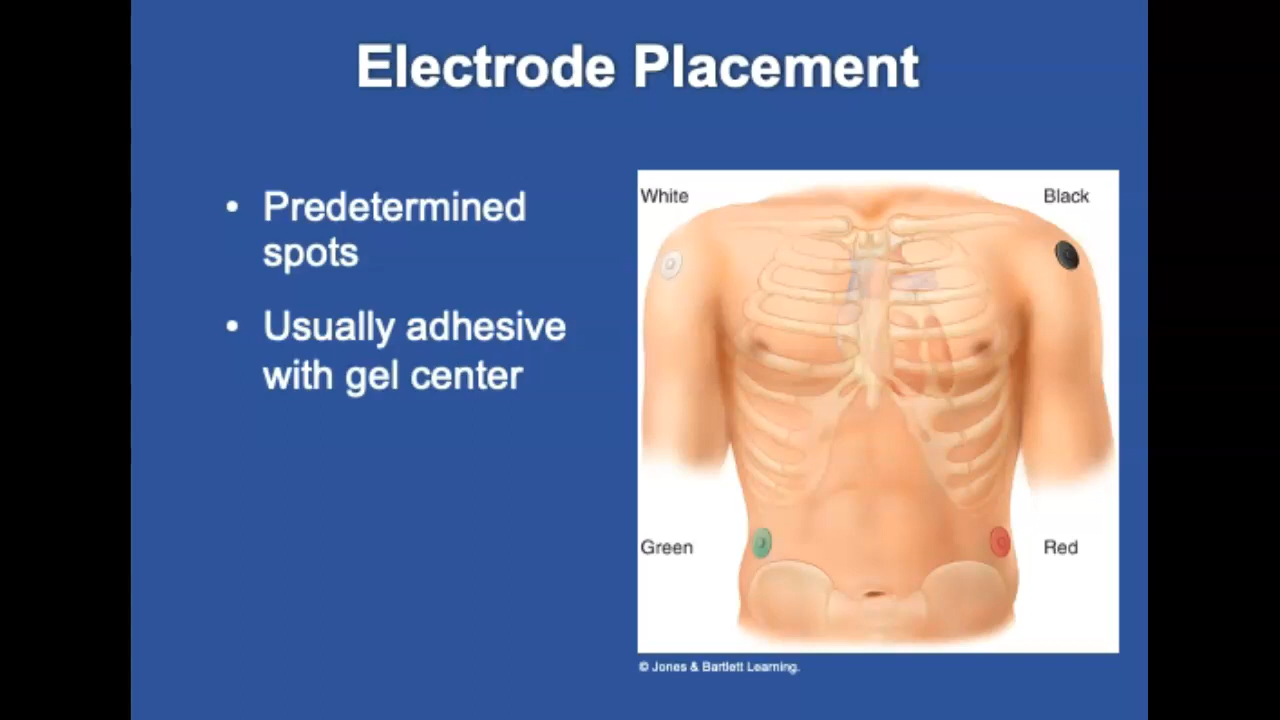 Electrode Placement
• Predetermined
spots
• Usually adhesive
with gel center
White
Black
Green
Red
© Jones & Bartlett Learning.